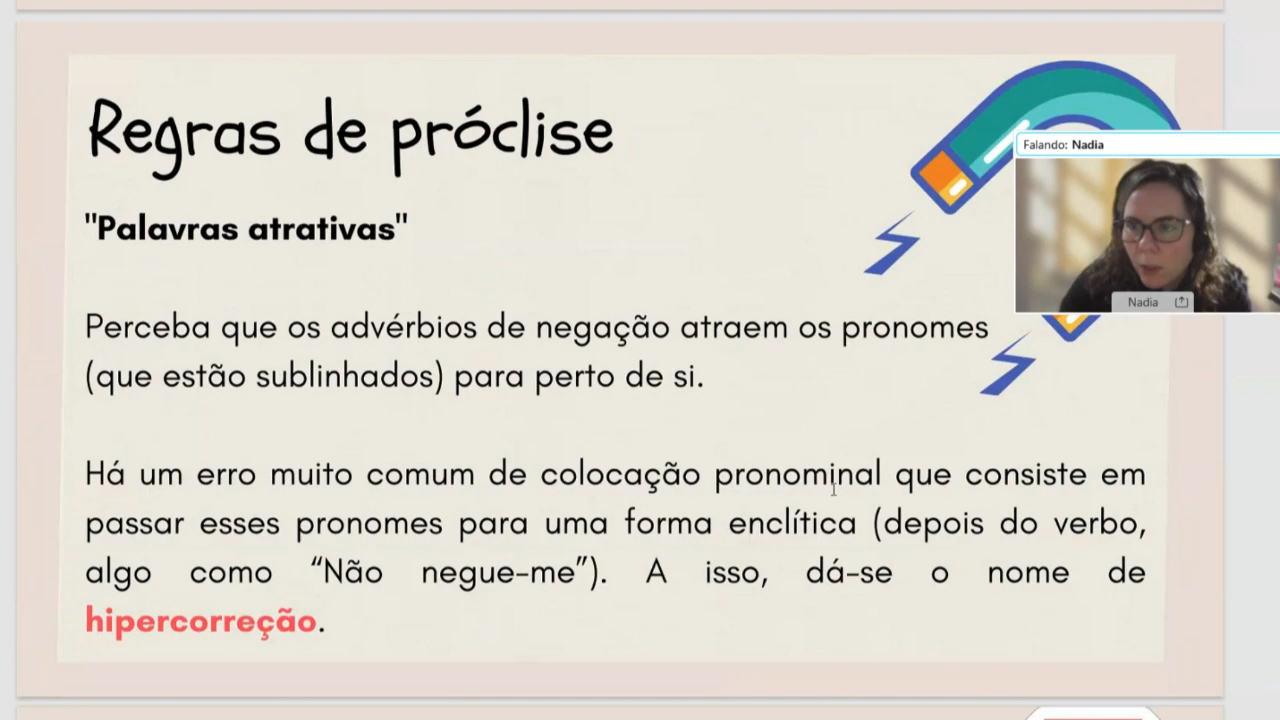 Regras de próclise
"Palavras atrativas"
Perceba que os advérbios de negação atraem os pronomes
(que estão sublinhados) para perto de si.
Há um erro muito comum de colocação pronominal que consiste em
passar esses pronomes para uma forma enclítica (depois do verbo,
algo como “Não negue-me”). A isso, dá-se o nome de
hipercorreção.
Falando: Nadia
Nadia